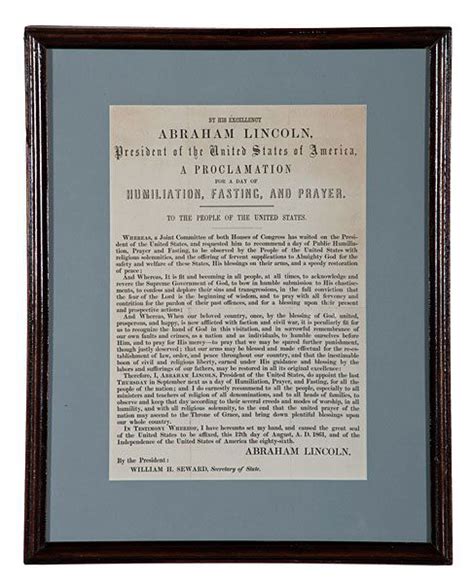 BY HIS EXCELLENCY
ABRAHAM LINCOLN,
President of the United States of America,
A PROCLAMATION
FOR A DAY OF
HUMILIATION, FASTING, AND PRAYER.
TO THE PEOPLE OF THE UNITED STATES.
WHEREAS, a Joint Committee of both Houses of Congress has waited on the Presi-
dent of the United States, and requested him to recommend a day of Public Humilia-
tion, Prayer and Fasting, to be observed by the People of the United States with
religious solemnities, and the offering of fervent supplications to Almighty God for the
safety and welfare of these States, His blessings on their arms, and a speedy restoration
of peace:
And Whereas, It is fit and becoming in all people, at all times, to acknowledge and
revere the Supreme Government of God, to bow in humble submission to His chastise-
ments, to confess and deplore their sins and transgressions, in the full conviction that
the fear of the Lord is the beginning of wisdom, and to pray with all fervency and
contrition for the pardon of their past offences, and for a blessing upon their present
and prospective actions;
And Whereas, When our beloved country, once, by the blessing of God, united,
prosperous, and happy, is now afflicted with faction and civil war, it is peculiarly fit for
us to recognize the hand of God in this visitation, and in sorrowful remembrance of
our own faults and crimes, as a nation and as individuals, to humble ourselves before
Him, and to pray for His mercy—to pray that we may be spared further punishment,
though justly deserved; that our arms may be blessed and made effectual for the re-es-
tablishment of law, order, and peace throughout our country, and that the inestimable
boon of civil and religious liberty, earned under His guidance and blessing by the
labors and sufferings of our fathers, may be restored in all its original excellence:
Therefore, I, ABRAHAM LINCOLN, President of the United States, do appoint the last
THURSDAY in September next as a day of Humiliation, Prayer, and Fasting, for all the
people of the nation; and I do earnestly recommend to all the people, and especially to all
ministers and teachers of religion of all denominations, and to all heads of families, to
observe and keep that day according to their several creeds and modes of worship, in all
humility, and with all religious solemnity, to the end that the united prayer of the
nation may ascend to the Throne of Grace, and bring down plentiful blessings upon
our whole country.
IN TESTIMONY WHEREOF, I have hereunto set my hand, and caused the great seal
of the United States to be affixed, this 12th day of August, A. D. 1861, and of the
Independence of the United States of America the eighty-sixth.
ABRAHAM LINCOLN.
By the President:
WILLIAM H. SEWARD, Secretary of State.